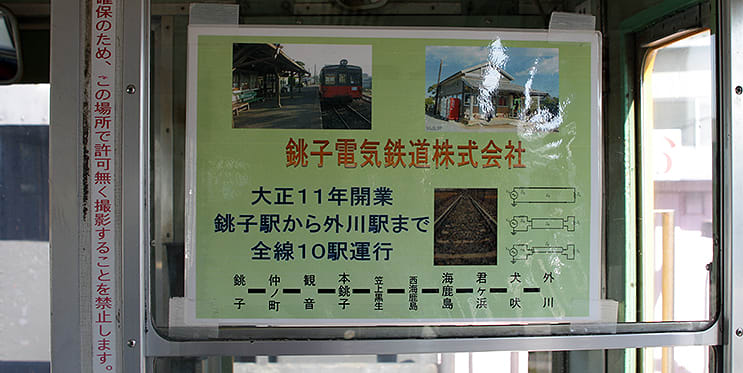 確保のため、この場所で許可無く撮影することを禁止します。
銚子電気鉄道株式会社
大正11年開業
銚子駅から外川駅まで
全線10駅運行
銚子
仲ノ町
観音
本銚子
笠上黒生
西海鹿島
海鹿島
君ヶ浜
犬吠
外川